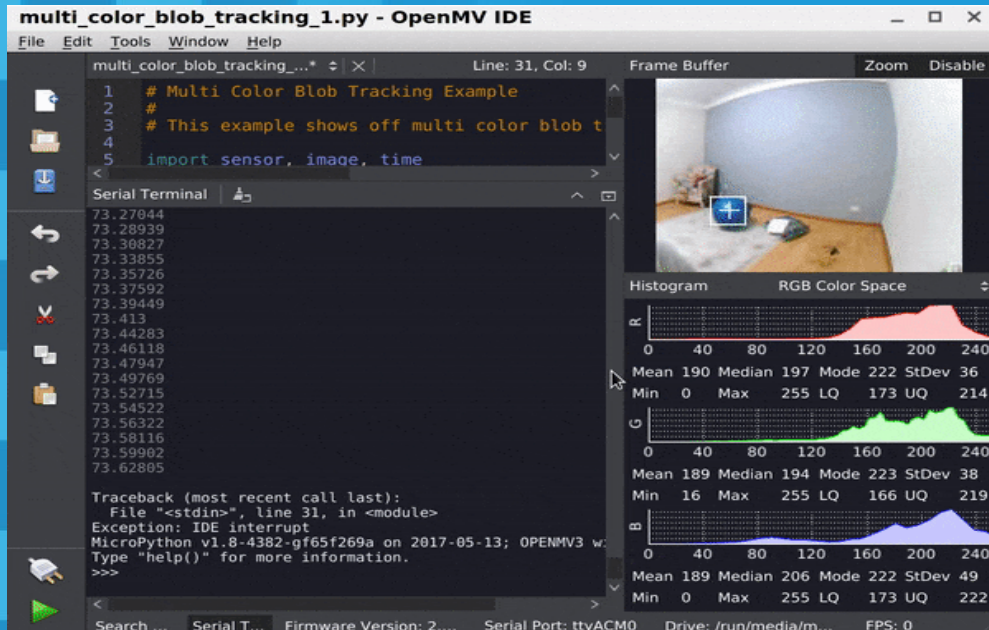 multi_color_blob_tracking_1.py - OpenMV IDE
File Edit Tools Window Help
multi_color_blob_tracking_...* Line: 31, Col: 9 Frame Buffer Zoom Disable
1 # Multi Color Blob Tracking Example
2 #
3 # This example shows off multi color blob t
4
5 import sensor, image, time
Serial Terminal
73.27044
73.28939
73.30827
73.33855
73.35726
73.37592
73.39449
73.413
73.44283
73.46118
73.47947
73.49769
73.52715
73.54522
73.56322
73.58116
73.59902
73.62805
Traceback (most recent call last):
File "<stdin>", line 31, in <module>
Exception: IDE interrupt
MicroPython v1.8-4382-gf65f269a on 2017-05-13; OPENMV3 wi
Type "help()" for more information.
>>>
Histogram RGB Color Space
R
0 40 80 120 160 200 240
Mean 190 Median 197 Mode 222 StDev 36
Min 0 Max 255 LQ 173 UQ 214
G
0 40 80 120 160 200 240
Mean 189 Median 194 Mode 223 StDev 38
Min 16 Max 255 LQ 166 UQ 219
B
0 40 80 120 160 200 240
Mean 189 Median 206 Mode 222 StDev 49
Min 0 Max 255 LQ 173 UQ 222
Search ... Serial T... Firmware Version: 2.... Serial Port: ttyACM0 Drive: /run/media/m... FPS: 0